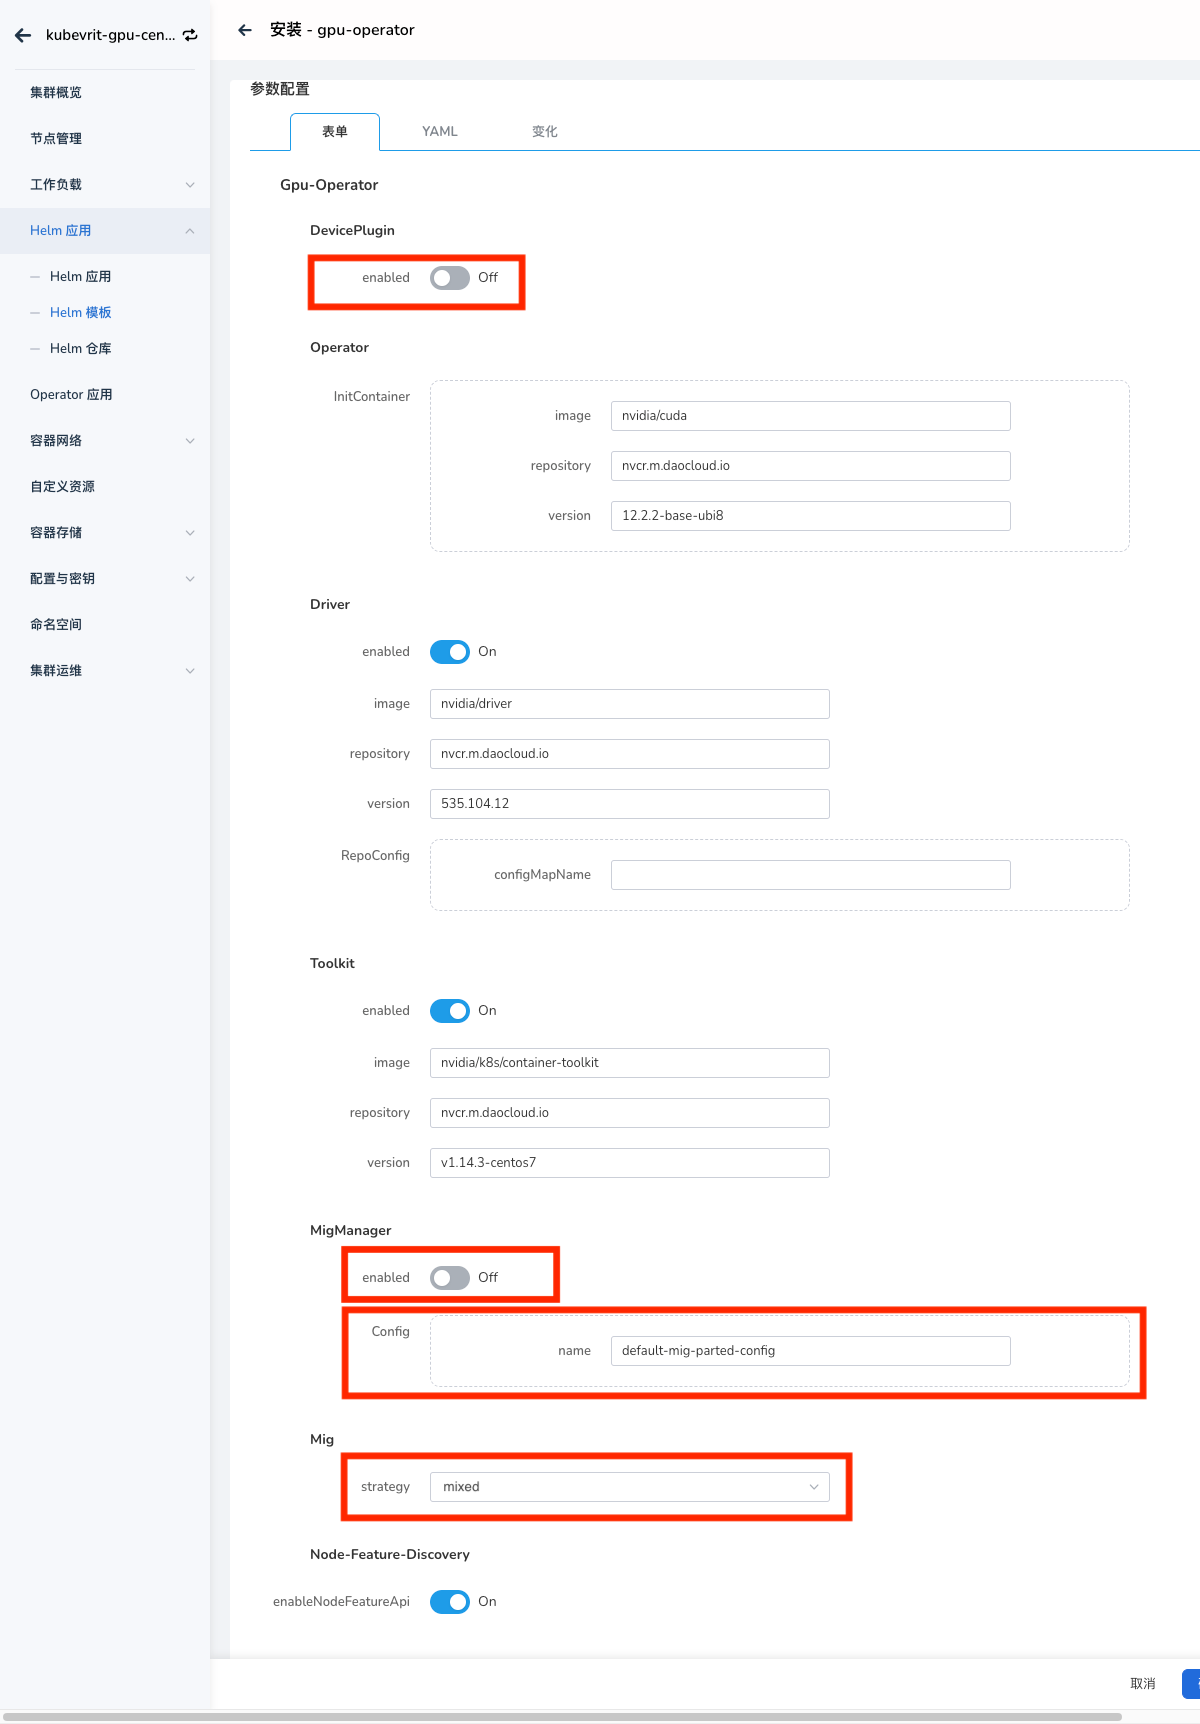 kubevrit-gpu-cen...
集群概览
节点管理
工作负载
Helm 应用
Helm 应用
Helm 模板
Helm 仓库
Operator 应用
容器网络
自定义资源
容器存储
配置与密钥
命名空间
集群运维
安装 - gpu-operator
参数配置
表单 YAML 变化
Gpu-Operator
DevicePlugin
enabled Off
Operator
InitContainer
image nvidia/cuda
repository nvcr.m.daocloud.io
version 12.2.2-base-ubi8
Driver
enabled On
image nvidia/driver
repository nvcr.m.daocloud.io
version 535.104.12
RepoConfig
configMapName
Toolkit
enabled On
image nvidia/k8s/container-toolkit
repository nvcr.m.daocloud.io
version v1.14.3-centos7
MigManager
enabled Off
Config
name default-mig-parted-config
Mig
strategy mixed
Node-Feature-Discovery
enableNodeFeatureApi On
取消